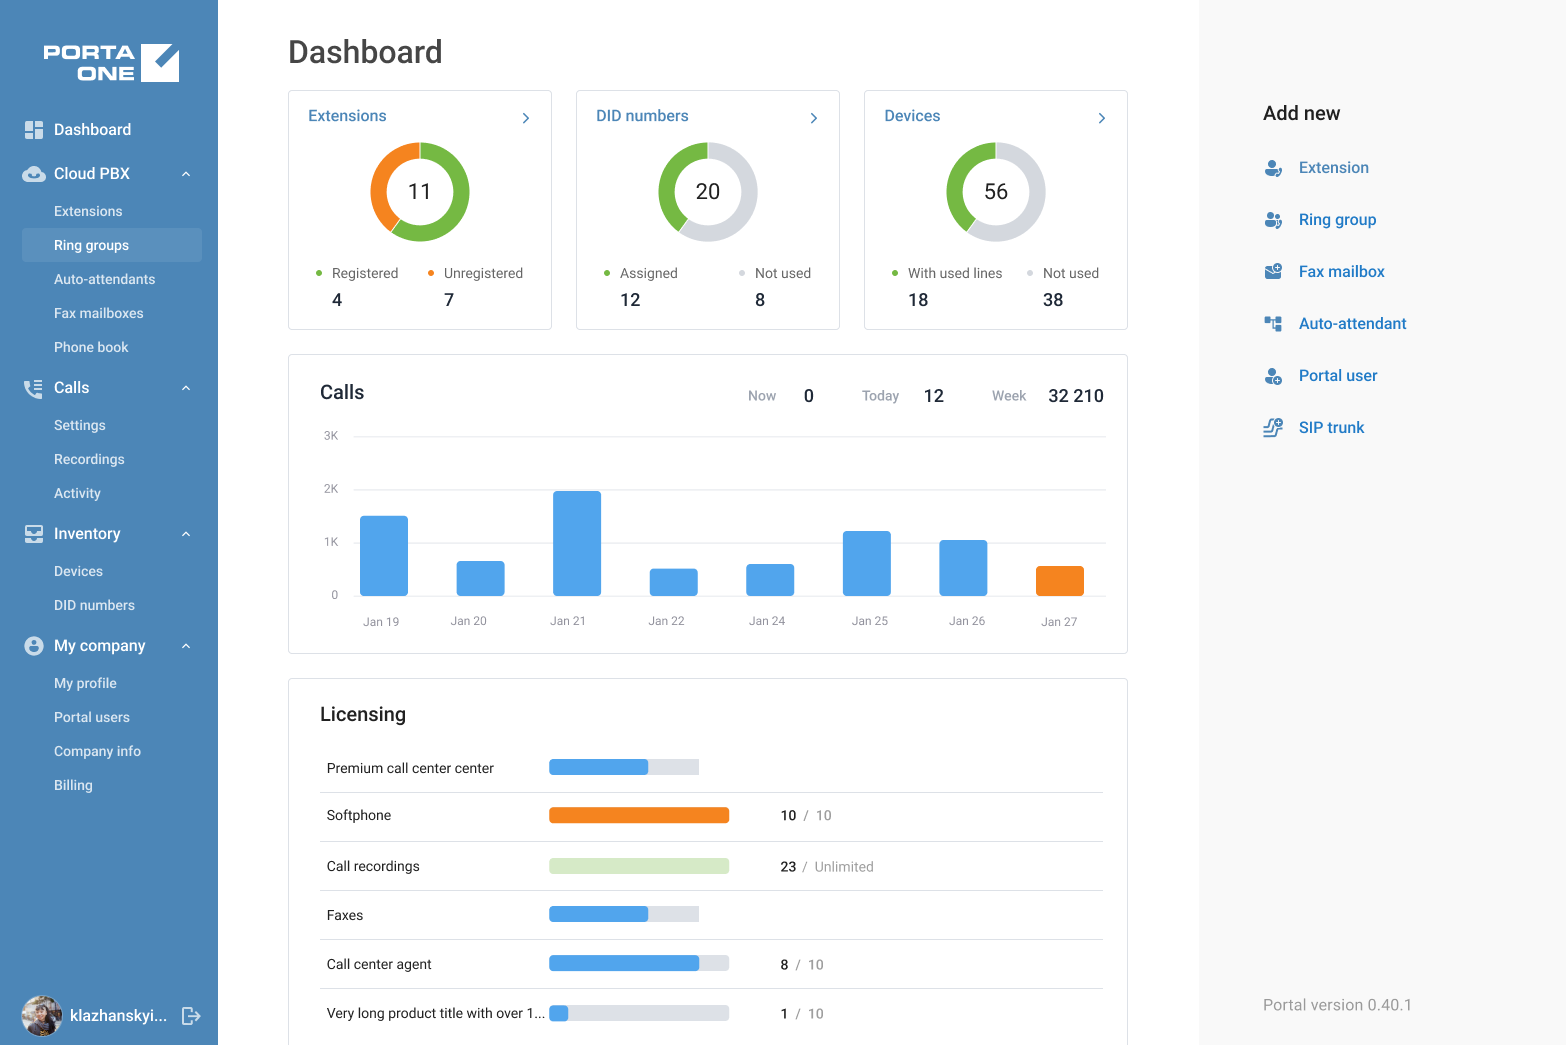 PORTA
ONE
Dashboard
Cloud PBX
Extensions
Ring groups
Auto-attendants
Fax mailboxes
Phone book
Calls
Settings
Recordings
Activity
Inventory
Devices
DID numbers
My company
My profile
Portal users
Company info
Billing
klazhanskyi...
Dashboard
Extensions
11
Registered
Unregistered
4
7
DID numbers
20
Assigned
Not used
12
8
Devices
56
With used lines
Not used
18
38
Calls
Now 0 Today 12 Week 32 210
3K
2K
1K
0
Jan 19 Jan 20 Jan 21 Jan 22 Jan 24 Jan 25 Jan 26 Jan 27
Licensing
Premium call center center
Softphone 10 / 10
Call recordings 23 / Unlimited
Faxes
Call center agent 8 / 10
Very long product title with over 1... 1 / 10
Add new
Extension
Ring group
Fax mailbox
Auto-attendant
Portal user
SIP trunk
Portal version 0.40.1